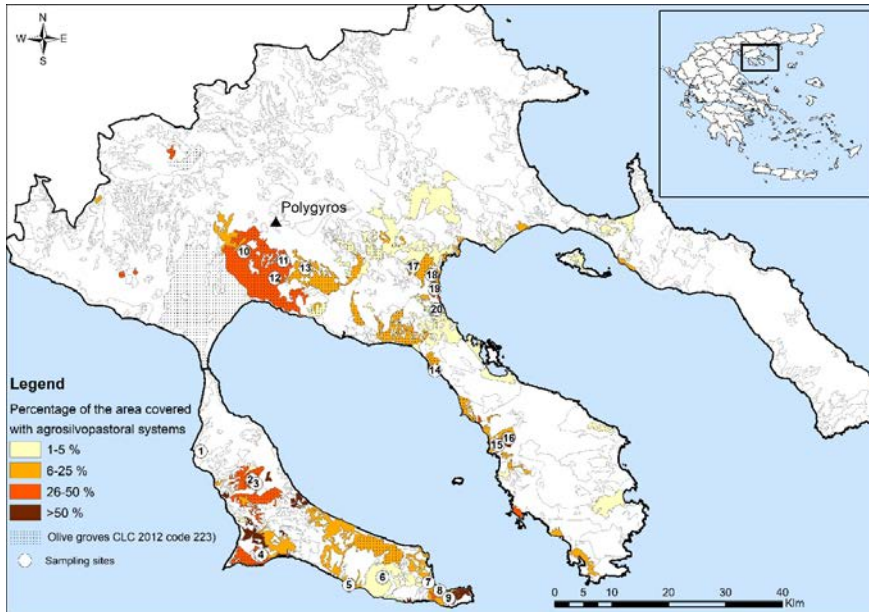 N
W E
S
Polygyros
10
11
12
13
17
18
19
20
14
15 16
1
2 3
4
5
6
7
8
9
Legend
Percentage of the area covered
with agrosilvopastoral systems
1-5 %
6-25 %
26-50 %
>50 %
Olive groves CLC 2012 code 223)
Sampling sites
0 5 10 20 30 40
Klm